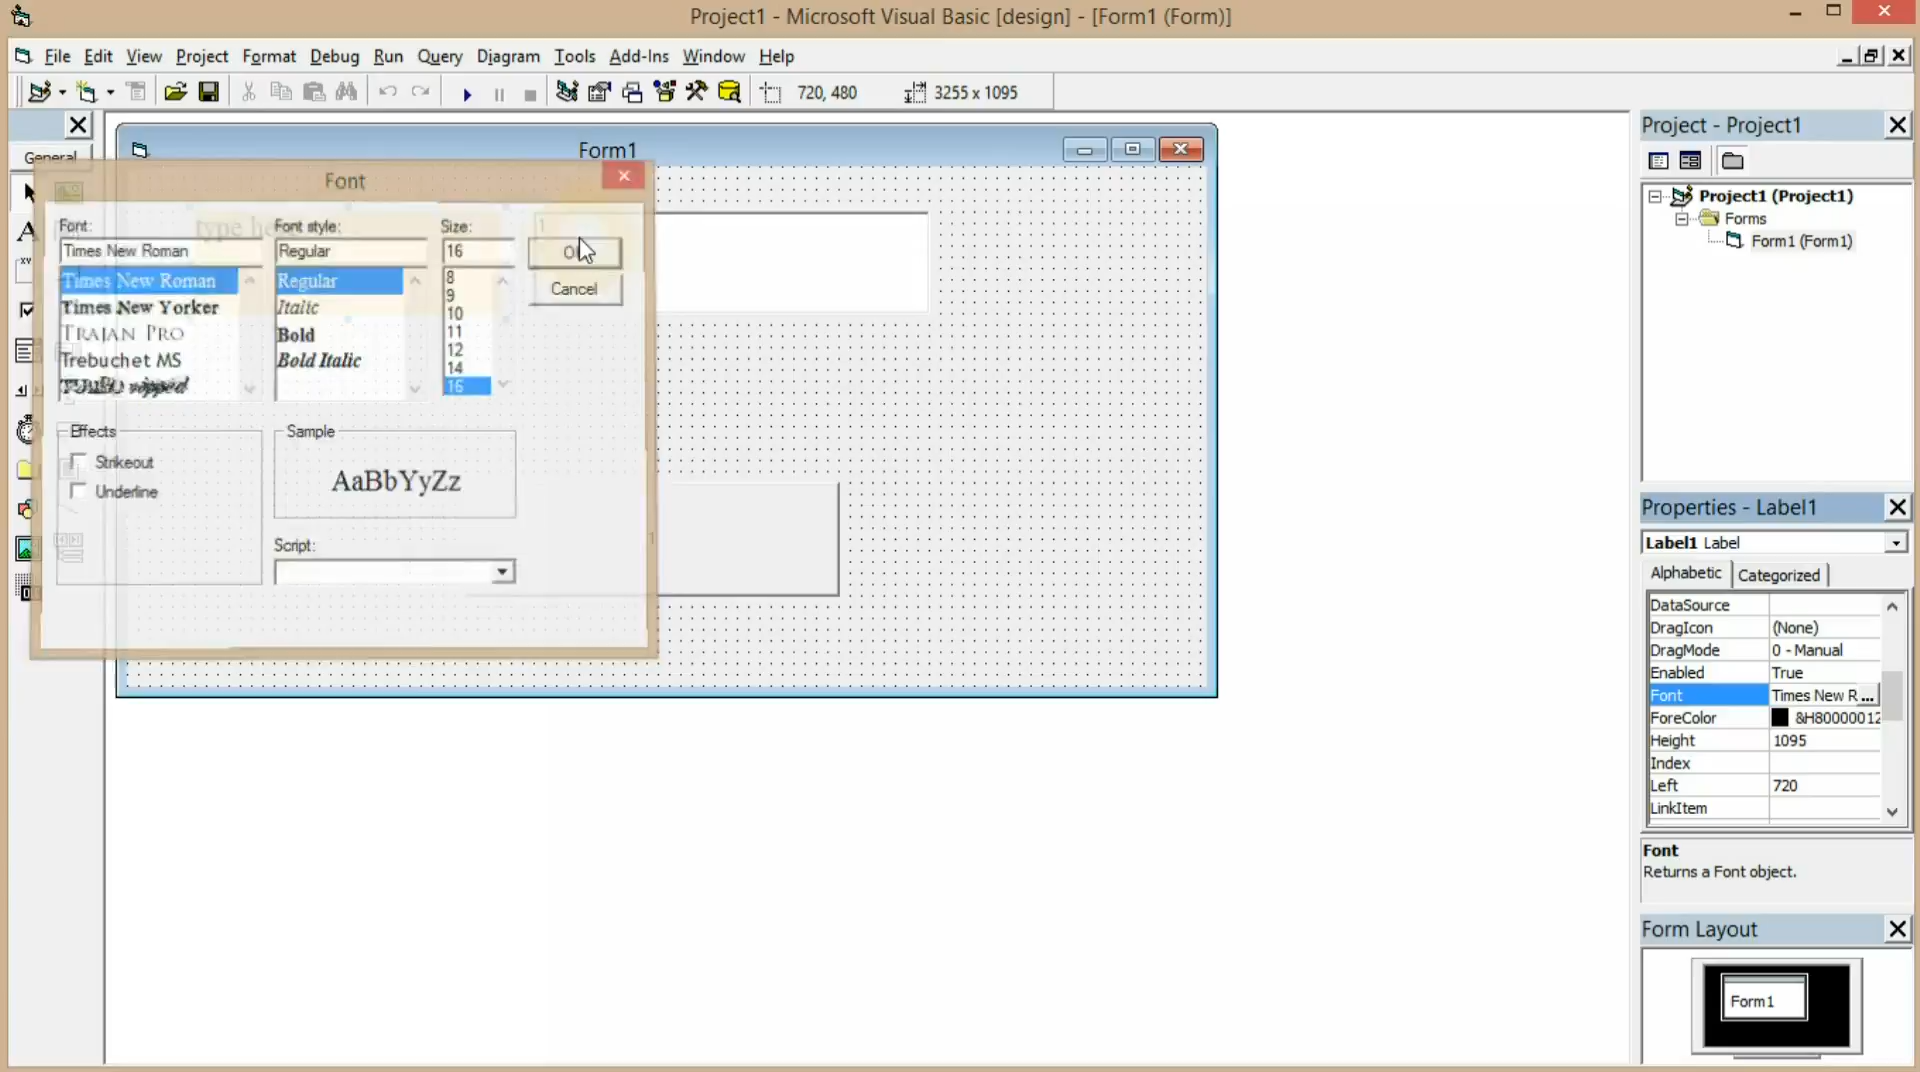 Project1 - Microsoft Visual Basic [design] - [Form1 (Form)]
File Edit View Project Format Debug Run Query Diagram Tools Add-Ins Window Help
720, 480 3255 x 1095
General
Form1
Font
Font: Font style: Size:
type he
1
Times New Roman Regular 16
Times New Roman
Times New Yorker
Trajan Pro
Trebuchet MS
Regular
Italic
Bold
Bold Italic
8
9
10
11
12
14
16
Cancel
Effects
Strikeout
Underline
Sample
AaBbYyZz
Script:
Project - Project1
Project1 (Project1)
Forms
Form1 (Form1)
Properties - Label1
Label1 Label
Alphabetic Categorized
DataSource
DragIcon (None)
DragMode 0 - Manual
Enabled True
Font Times New R ...
ForeColor &H80000012
Height 1095
Index
Left 720
LinkItem
Font
Returns a Font object.
Form Layout
Form1